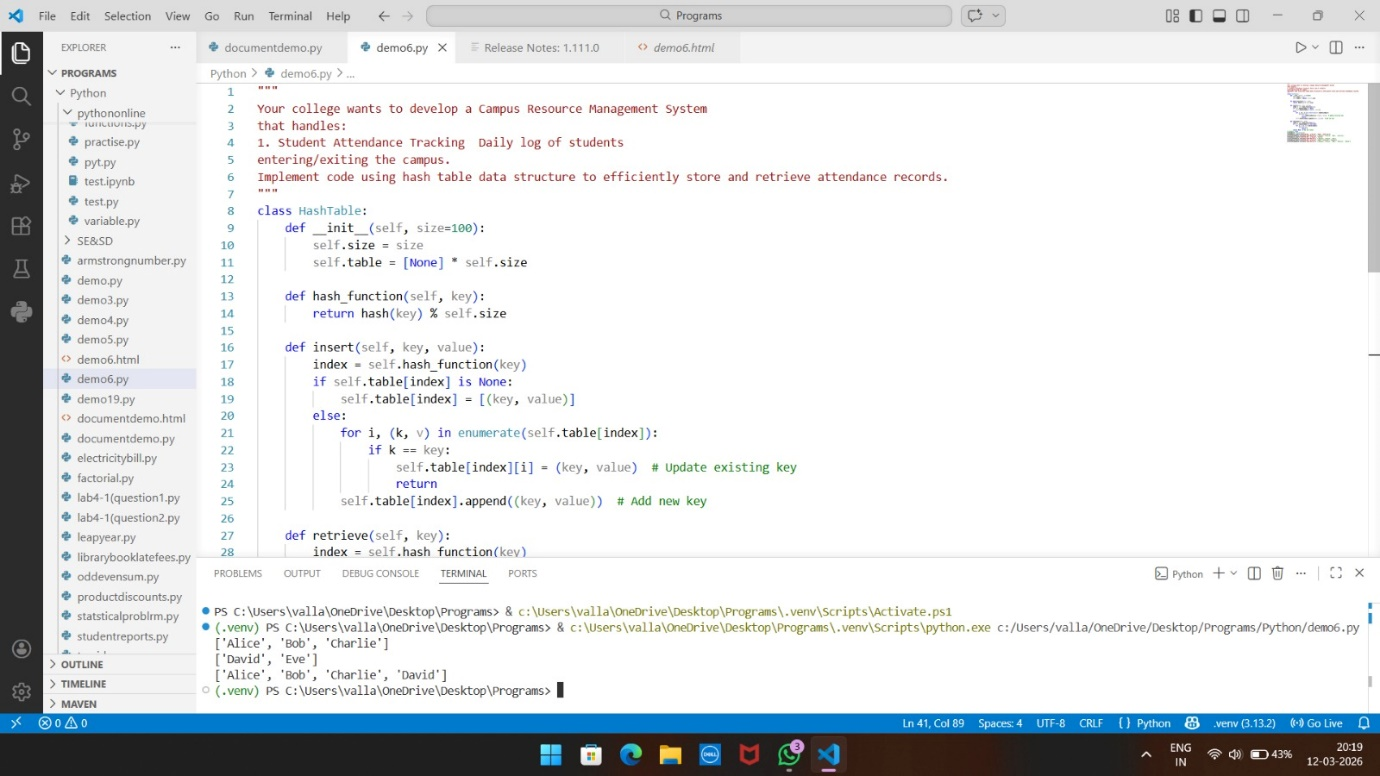 File Edit Selection View Go Run Terminal Help Programs
EXPLORER
PROGRAMS
Python
pythononline
functions.py
practise.py
pyt.py
test.ipynb
test.py
variable.py
SE&SD
armstrongnumber.py
demo.py
demo3.py
demo4.py
demo5.py
demo6.html
demo6.py
demo19.py
documentdemo.html
documentdemo.py
electricitybill.py
factorial.py
lab4-1(question1.py
lab4-1(question2.py
leapyear.py
librarybooklatefees.py
oddevensum.py
productdiscounts.py
statsticalproblrm.py
studentreports.py
OUTLINE
TIMELINE
MAVEN
documentdemo.py demo6.py Release Notes: 1.111.0 demo6.html
Python > demo6.py > ...
1 """
2 Your college wants to develop a Campus Resource Management System
3 that handles:
4 1. Student Attendance Tracking  Daily log of students
5 entering/exiting the campus.
6 Implement code using hash table data structure to efficiently store and retrieve attendance records.
7 """
8 class HashTable:
9     def __init__(self, size=100):
10         self.size = size
11         self.table = [None] * self.size
12
13     def hash_function(self, key):
14         return hash(key) % self.size
15
16     def insert(self, key, value):
17         index = self.hash_function(key)
18         if self.table[index] is None:
19             self.table[index] = [(key, value)]
20         else:
21             for i, (k, v) in enumerate(self.table[index]):
22                 if k == key:
23                     self.table[index][i] = (key, value)  # Update existing key
24                     return
25             self.table[index].append((key, value))  # Add new key
26
27     def retrieve(self, key):
28         index = self.hash_function(key)
PROBLEMS OUTPUT DEBUG CONSOLE TERMINAL PORTS Python
PS C:\Users\valla\OneDrive\Desktop\Programs> & c:\Users\valla\OneDrive\Desktop\Programs\.venv\Scripts\Activate.ps1
(.venv) PS C:\Users\valla\OneDrive\Desktop\Programs> & c:\Users\valla\OneDrive\Desktop\Programs\.venv\Scripts\python.exe c:/Users/valla/OneDrive/Desktop/Programs/Python/demo6.py
['Alice', 'Bob', 'Charlie']
['David', 'Eve']
['Alice', 'Bob', 'Charlie', 'David']
(.venv) PS C:\Users\valla\OneDrive\Desktop\Programs>
0 0 Ln 41, Col 89 Spaces: 4 UTF-8 CRLF { } Python .venv (3.13.2) Go Live
DELL 3 ENG IN 43% 20:19
12-03-2026